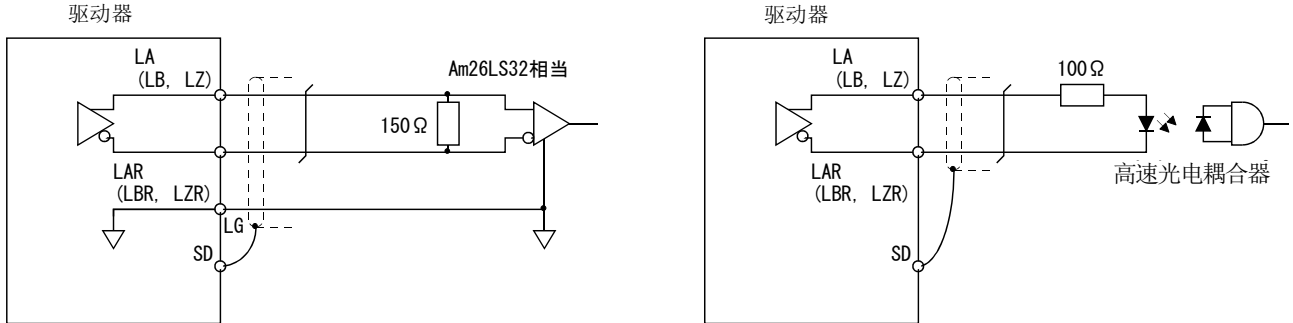 驱动器
LA
(LB, LZ)
Am26LS32相当
150Ω
LAR
(LBR, LZR)
LG
SD
驱动器
LA
(LB, LZ)
100Ω
LAR
(LBR, LZR)
高速光电耦合器
SD